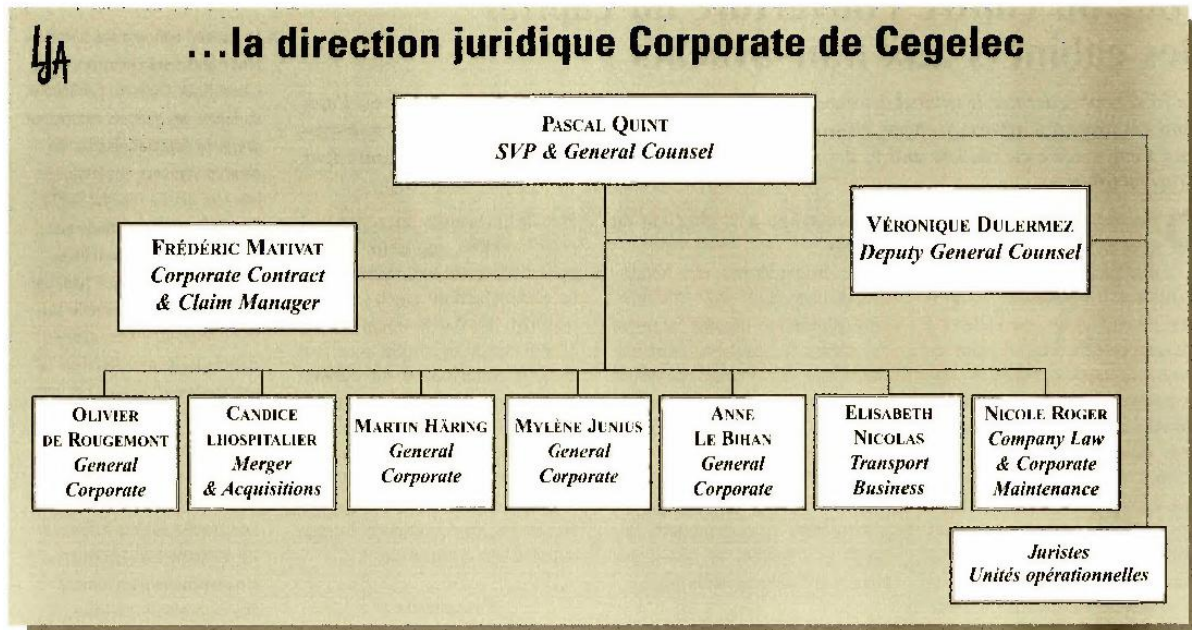 LJA
...la direction juridique Corporate de Cegelec
PASCAL QUINT
SVP & General Counsel
VÉRONIQUE DULERMEZ
Deputy General Counsel
FRÉDÉRIC MATIVAT
Corporate Contract
& Claim Manager
OLIVIER
DE ROUGEMONT
General
Corporate
CANDICE
LHOSPITALIER
Merger
& Acquisitions
MARTIN HÄRING
General
Corporate
MYLÈNE JUNIUS
General
Corporate
ANNE
LE BIHAN
General
Corporate
ELISABETH
NICOLAS
Transport
Business
NICOLE ROGER
Company Law
& Corporate
Maintenance
Juristes
Unités opérationnelles